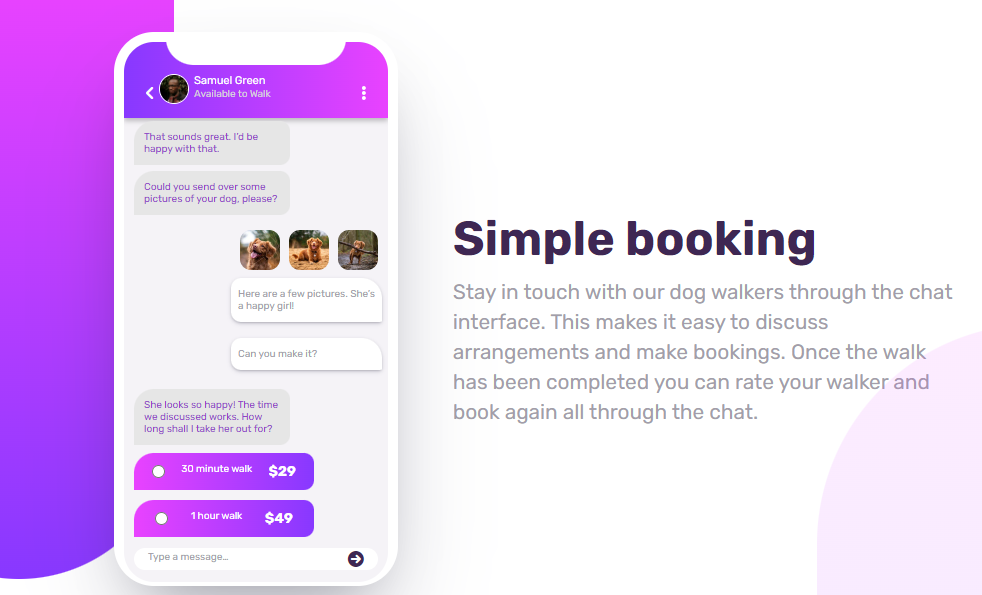 Samuel Green
Available to Walk
That sounds great. I'd be
happy with that.
Could you send over some
pictures of your dog, please?
Here are a few pictures. She's
a happy girl!
Can you make it?
She looks so happy! The time
we discussed works. How
long shall I take her out for?
30 minute walk $29
1 hour walk $49
Type a message…
Simple booking
Stay in touch with our dog walkers through the chat
interface. This makes it easy to discuss
arrangements and make bookings. Once the walk
has been completed you can rate your walker and
book again all through the chat.